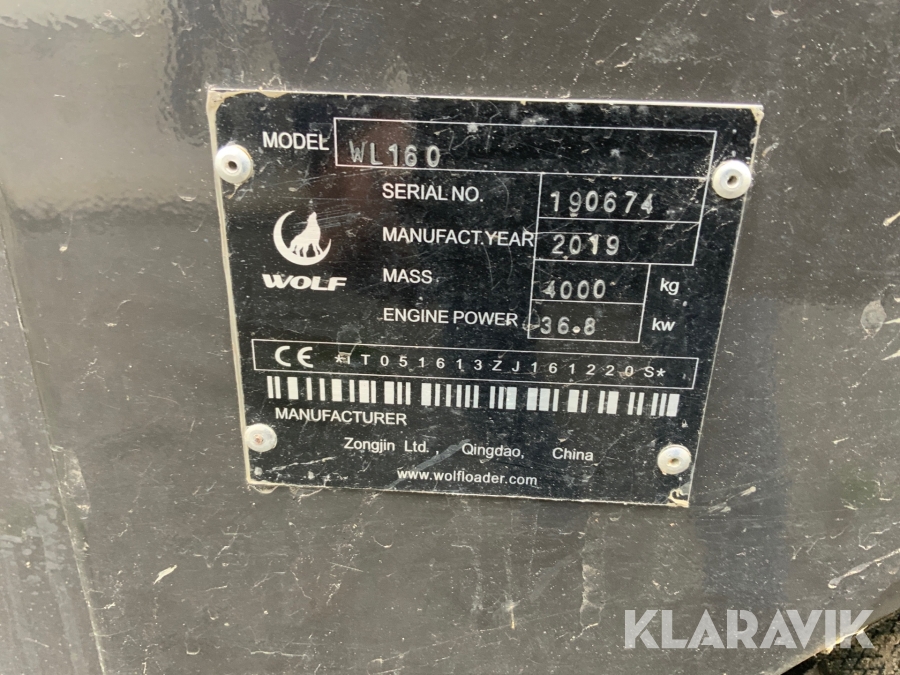 MODEL WL160
SERIAL NO. 190674
MANUFACT.YEAR 2019
WOLF
MASS 4000 kg
ENGINE POWER 36.8 kw
CE *IT051613ZJ161220S*
MANUFACTURER
Zongjin Ltd. Qingdao, China
www.wolfloader.com
KLARAVIK